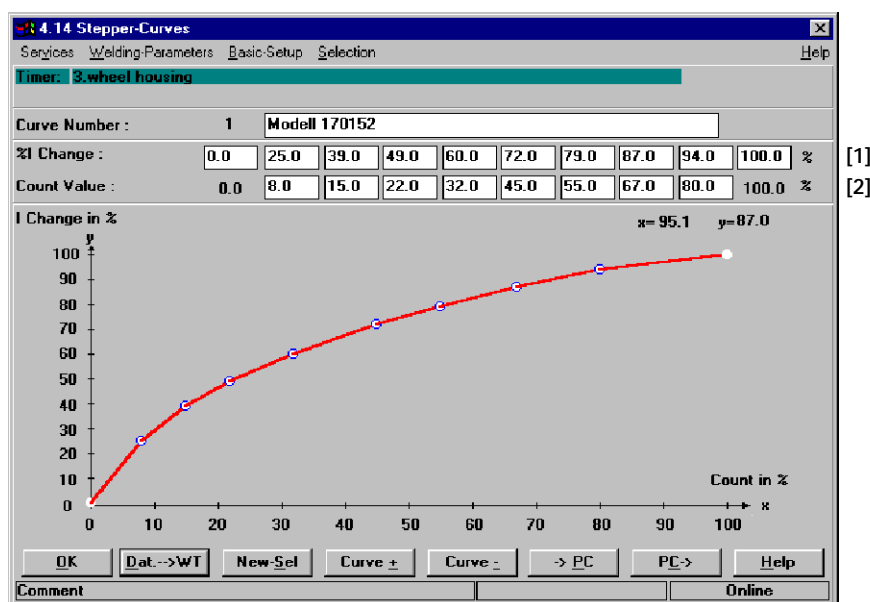 4.14 Stepper-Curves
Services Welding-Parameters Basic-Setup Selection Help
Timer: 3.wheel housing
Curve Number : 1 Modell 170152
%I Change : 0.0 25.0 39.0 49.0 60.0 72.0 79.0 87.0 94.0 100.0 % [1]
Count Value : 0.0 8.0 15.0 22.0 32.0 45.0 55.0 67.0 80.0 100.0 % [2]
I Change in % x= 95.1 y=87.0
y
100
90
80
70
60
50
40
30
20
10
0
Count in %
x
0 10 20 30 40 50 60 70 80 90 100
OK Dat.-->WT New-Sel Curve + Curve - -> PC PC-> Help
Comment Online